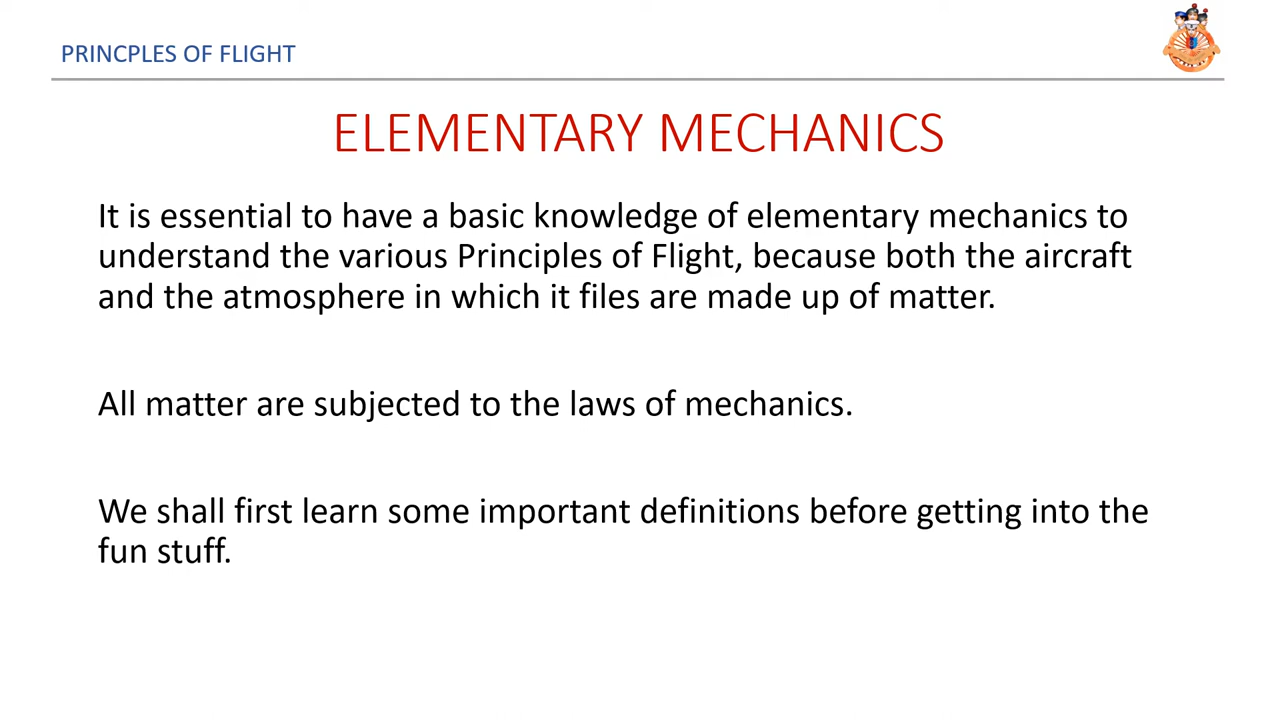 PRINCPLES OF FLIGHT
ELEMENTARY MECHANICS
It is essential to have a basic knowledge of elementary mechanics to
understand the various Principles of Flight, because both the aircraft
and the atmosphere in which it files are made up of matter.
All matter are subjected to the laws of mechanics.
We shall first learn some important definitions before getting into the
fun stuff.